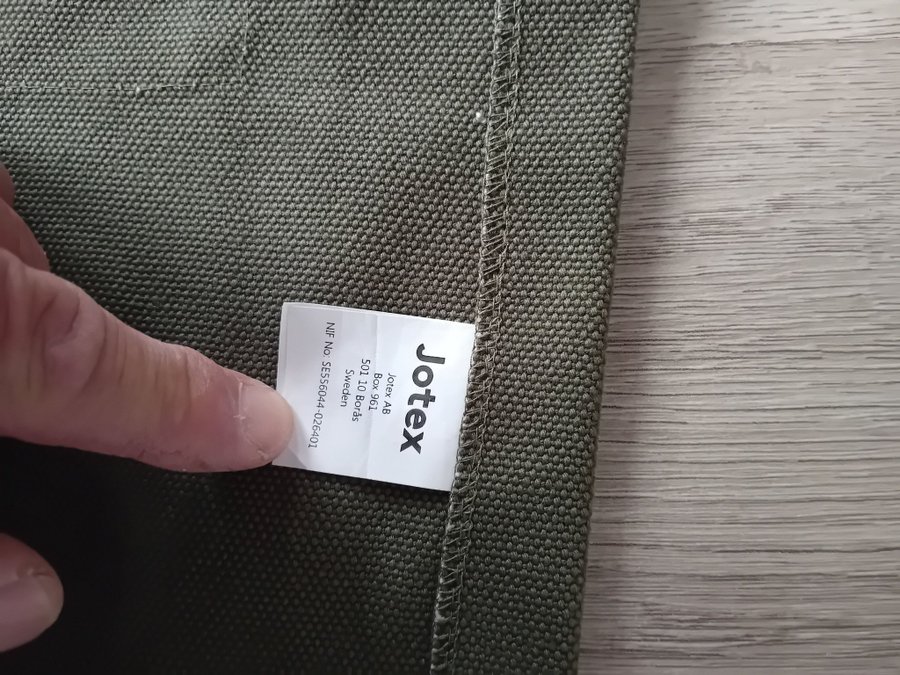 Jotex
Jotex AB
Box 961
501 10 Borås
Sweden
NIF No: SE556044-026401